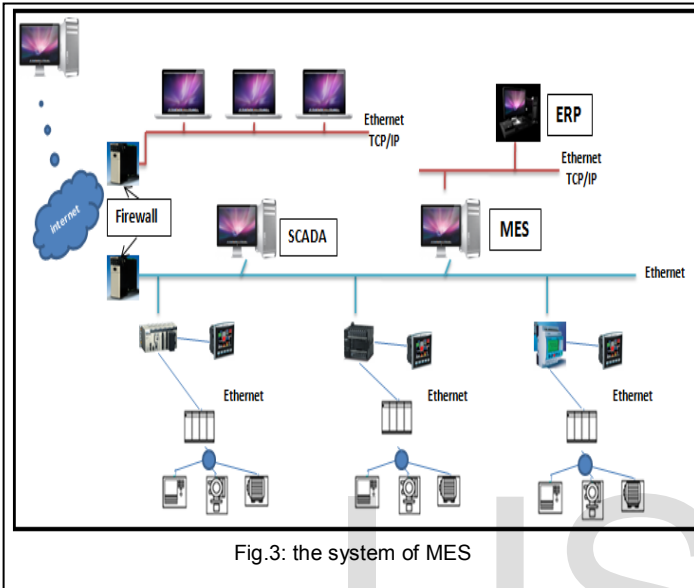 Ethernet
TCP/IP
ERP
Ethernet
TCP/IP
internet
Firewall
SCADA
MES
Ethernet
Ethernet
Ethernet
Ethernet
Fig.3: the system of MES